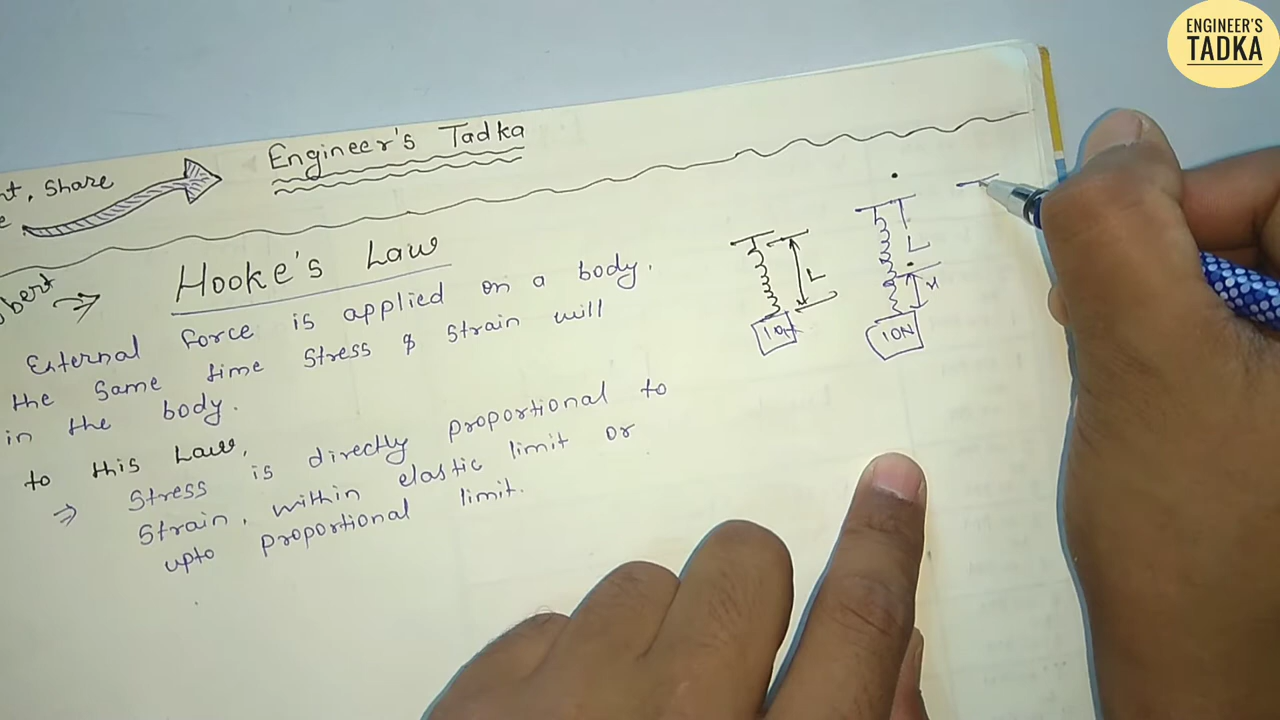 ENGINEER'S
TADKA
Engineer's Tadka
Share
Hooke's Law
External force is applied on a body.
the same time stress & strain will
in the body.
to this Law,
⇒ Stress is directly proportional to
Strain, within elastic limit or
upto proportional limit.
L
L
x
10N